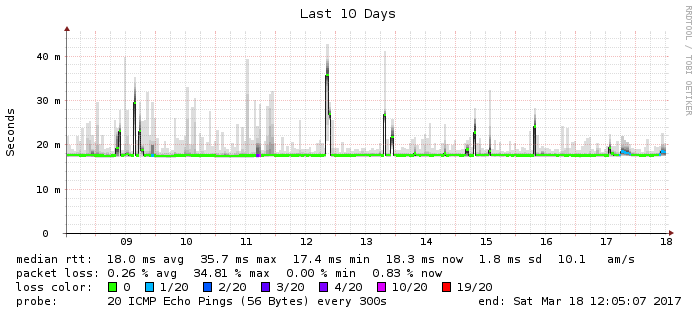 Last 10 Days
RRDTOOL / TOBI OETIKER
Seconds
40 m
30 m
20 m
10 m
0
09 10 11 12 13 14 15 16 17 18
median rtt: 18.0 ms avg 35.7 ms max 17.4 ms min 18.3 ms now 1.8 ms sd 10.1 am/s
packet loss: 0.26 % avg 34.81 % max 0.00 % min 0.83 % now
loss color: 0 1/20 2/20 3/20 4/20 10/20 19/20
probe: 20 ICMP Echo Pings (56 Bytes) every 300s end: Sat Mar 18 12:05:07 2017